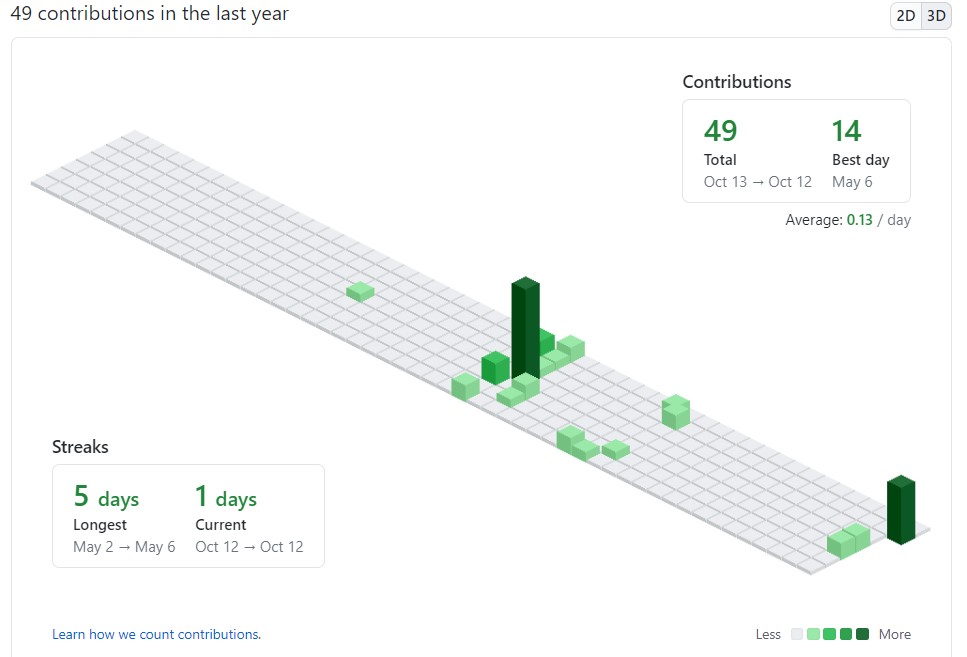 49 contributions in the last year
2D 3D
Contributions
49 14
Total Best day
Oct 13 → Oct 12 May 6
Average: 0.13 / day
Streaks
5 days 1 days
Longest Current
May 2 → May 6 Oct 12 → Oct 12
Learn how we count contributions.
Less More